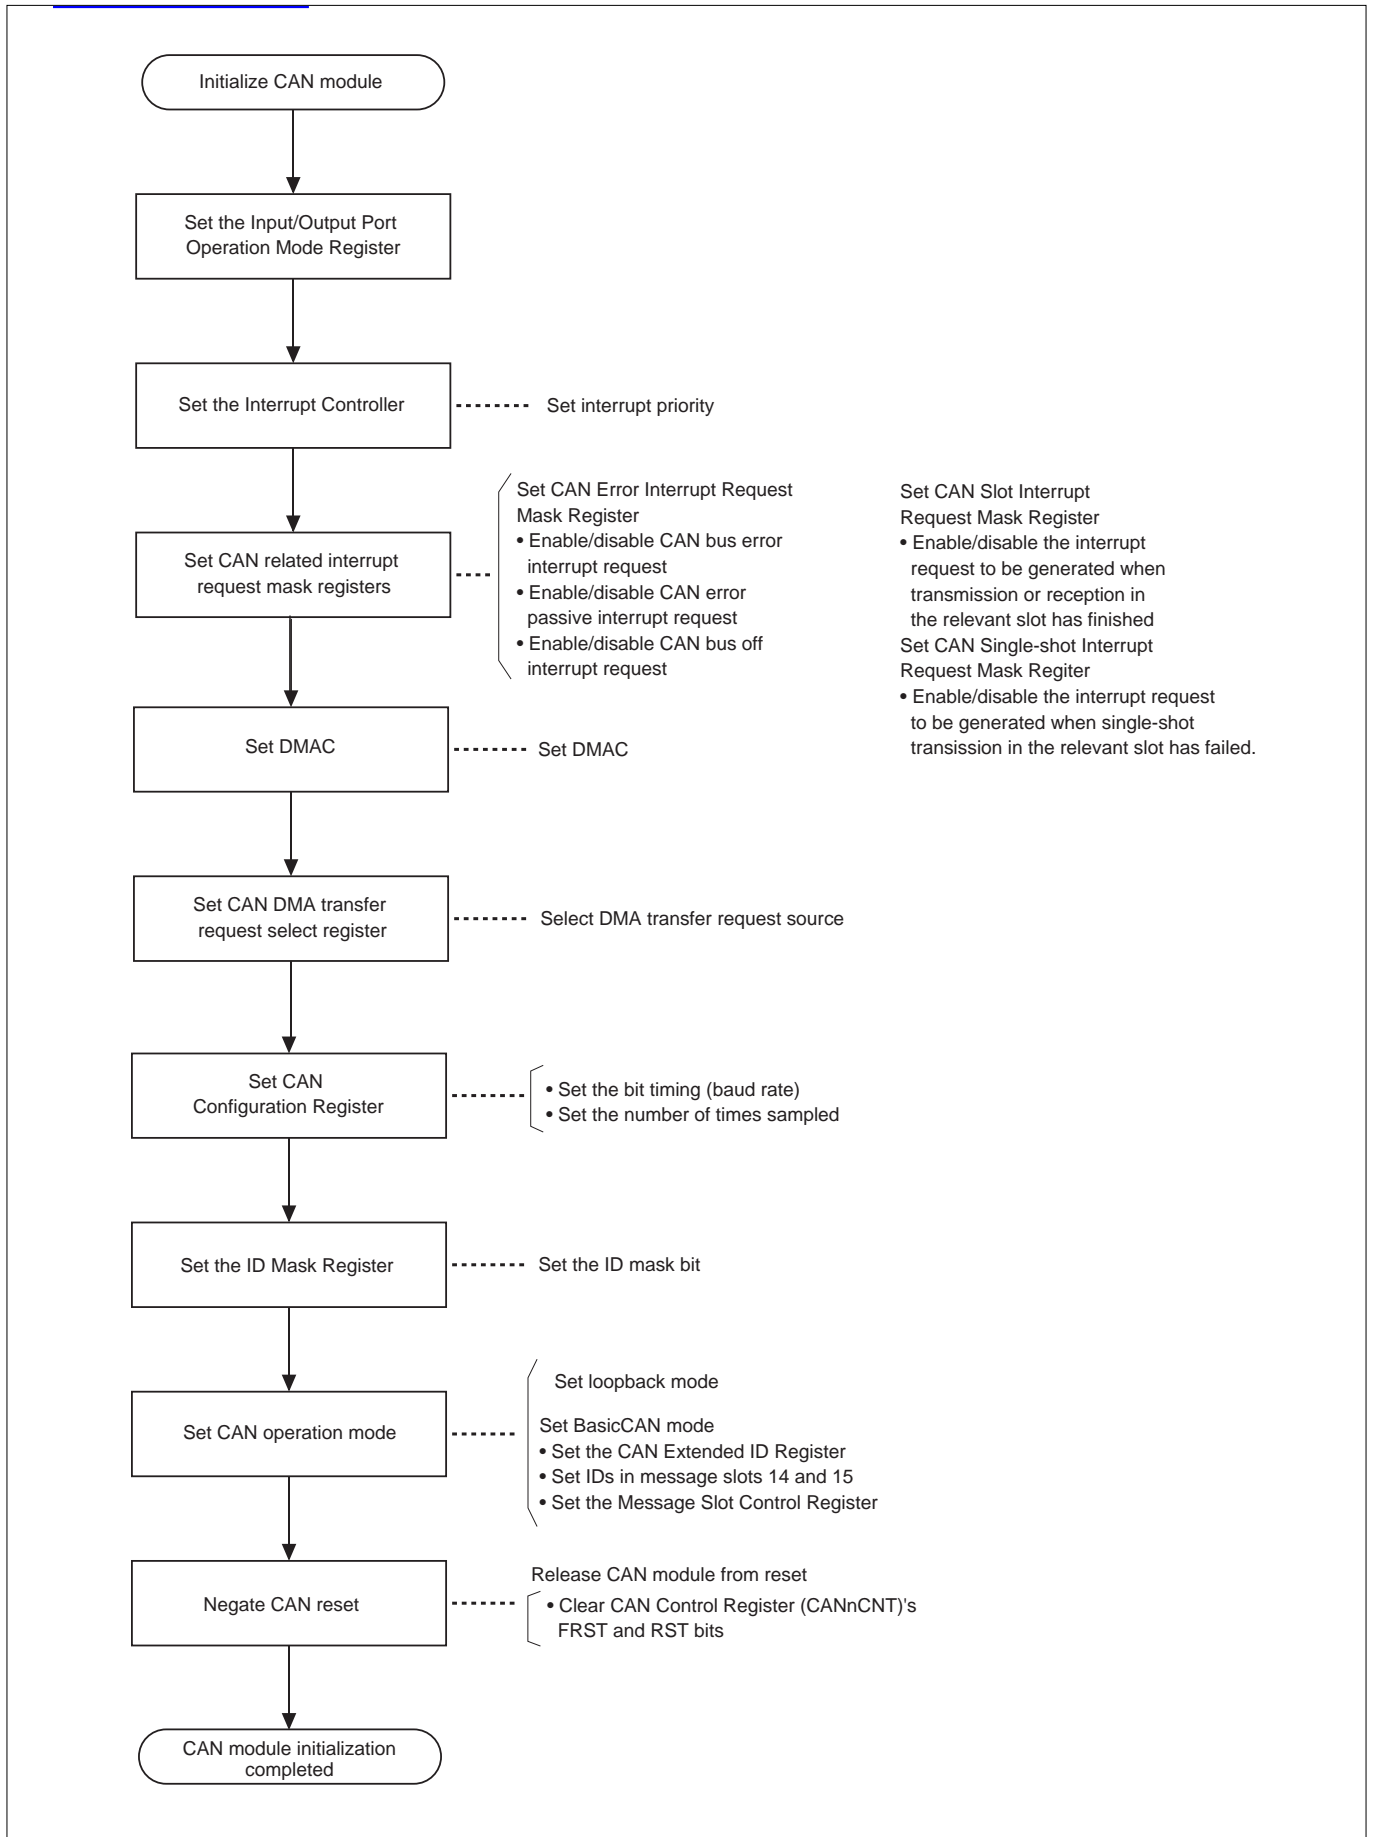 Initialize CAN module
Set the Input/Output Port
Operation Mode Register
Set the Interrupt Controller
Set interrupt priority
Set CAN related interrupt
request mask registers
Set CAN Error Interrupt Request
Mask Register
• Enable/disable CAN bus error
interrupt request
• Enable/disable CAN error
passive interrupt request
• Enable/disable CAN bus off
interrupt request
Set CAN Slot Interrupt
Request Mask Register
• Enable/disable the interrupt
request to be generated when
transmission or reception in
the relevant slot has finished
Set CAN Single-shot Interrupt
Request Mask Regiter
• Enable/disable the interrupt request
to be generated when single-shot
transission in the relevant slot has failed.
Set DMAC
Set DMAC
Set CAN DMA transfer
request select register
Select DMA transfer request source
Set CAN
Configuration Register
• Set the bit timing (baud rate)
• Set the number of times sampled
Set the ID Mask Register
Set the ID mask bit
Set CAN operation mode
Set loopback mode
Set BasicCAN mode
• Set the CAN Extended ID Register
• Set IDs in message slots 14 and 15
• Set the Message Slot Control Register
Negate CAN reset
Release CAN module from reset
• Clear CAN Control Register (CANnCNT)'s
FRST and RST bits
CAN module initialization
completed